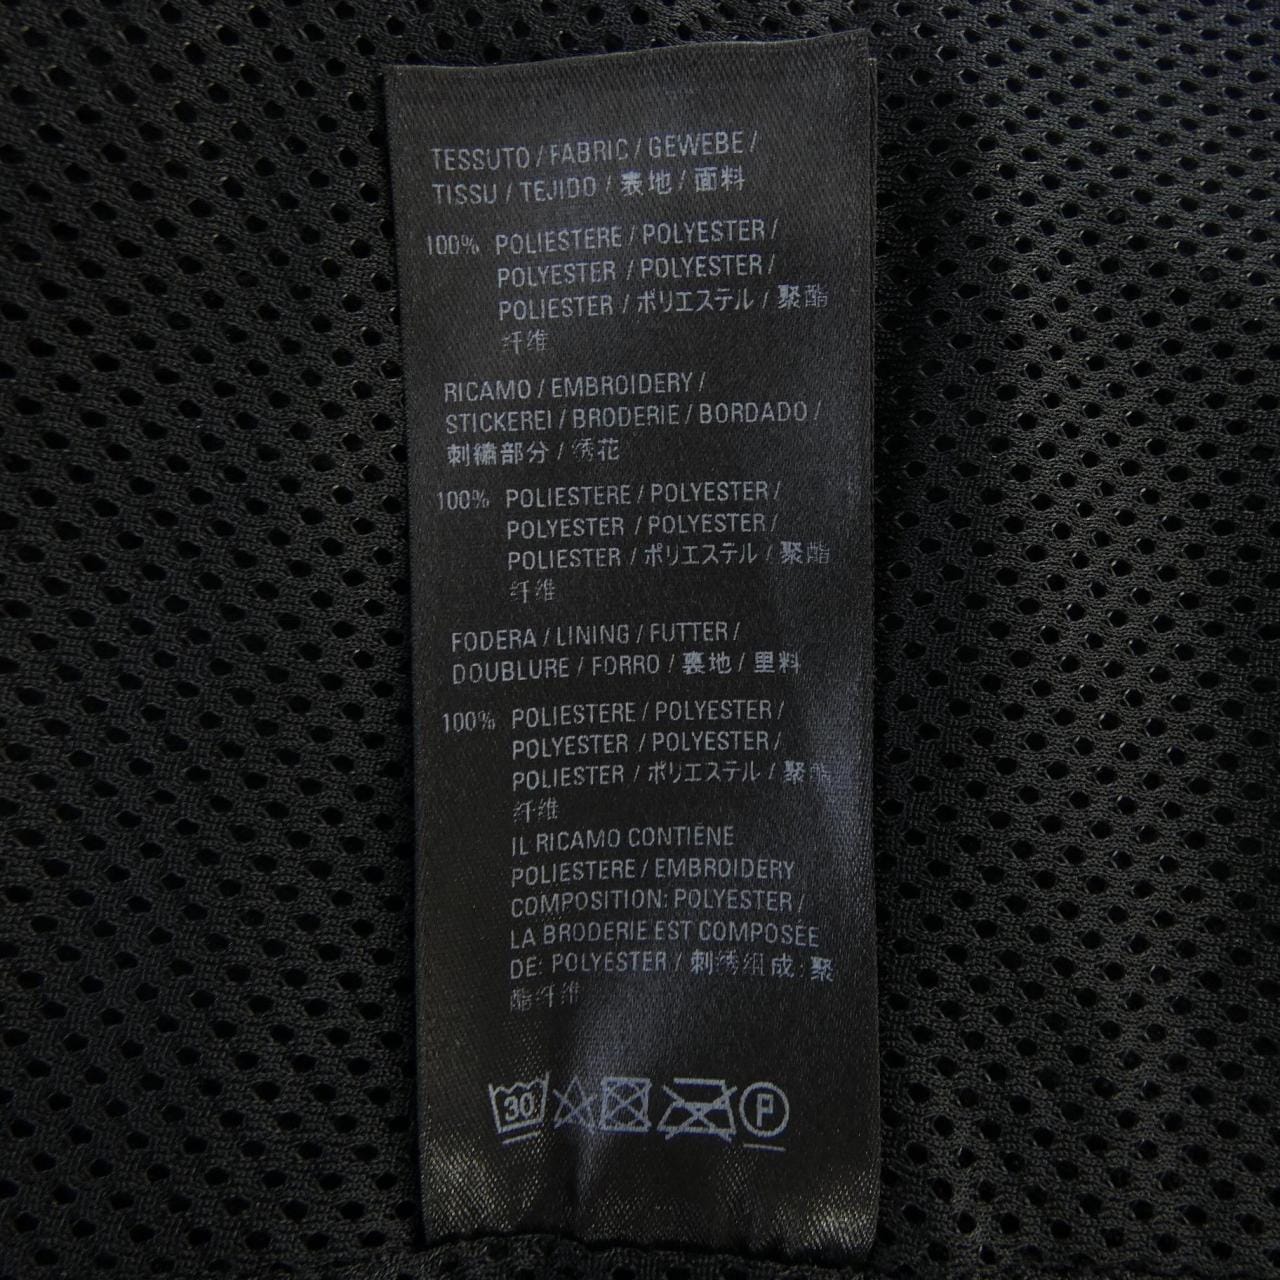 TESSUTO / FABRIC / GEWEBE /
TISSU / TEJIDO / 表地 / 面料
100% POLIESTERE / POLYESTER /
POLYESTER / POLYESTER /
POLIESTER / ポリエステル / 聚酯
纤维
RICAMO / EMBROIDERY /
STICKEREI / BRODERIE / BORDADO /
刺繍部分 / 绣花
100% POLIESTERE / POLYESTER /
POLYESTER / POLYESTER /
POLIESTER / ポリエステル / 聚酯
纤维
FODERA / LINING / FUTTER /
DOUBLURE / FORRO / 裏地 / 里料
100% POLIESTERE / POLYESTER /
POLYESTER / POLYESTER /
POLIESTER / ポリエステル / 聚酯
纤维
IL RICAMO CONTIENE
POLIESTERE / EMBROIDERY
COMPOSITION: POLYESTER /
LA BRODERIE EST COMPOSÉE
DE: POLYESTER / 刺绣组成: 聚
酯纤维
30 P